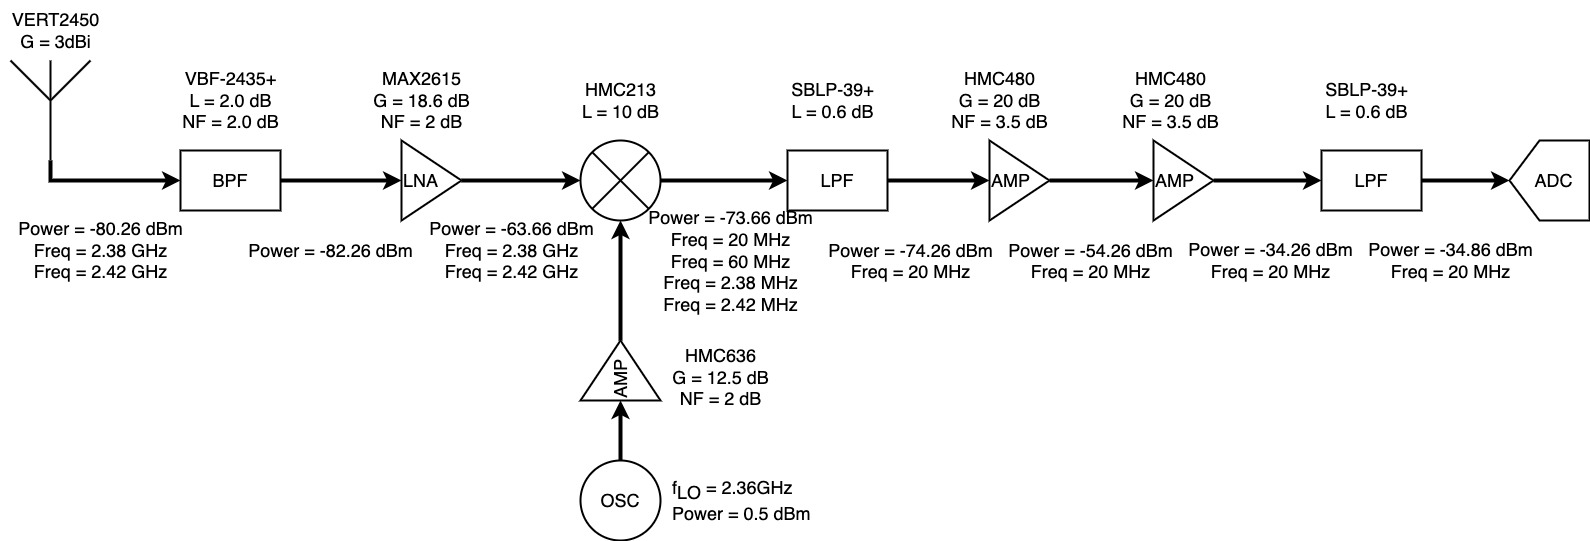 VERT2450
G = 3dBi
VBF-2435+
L = 2.0 dB
NF = 2.0 dB
MAX2615
G = 18.6 dB
NF = 2 dB
HMC213
L = 10 dB
SBLP-39+
L = 0.6 dB
HMC480
G = 20 dB
NF = 3.5 dB
HMC480
G = 20 dB
NF = 3.5 dB
SBLP-39+
L = 0.6 dB
BPF
LNA
LPF
AMP
AMP
LPF
ADC
Power = -80.26 dBm
Freq = 2.38 GHz
Freq = 2.42 GHz
Power = -82.26 dBm
Power = -63.66 dBm
Freq = 2.38 GHz
Freq = 2.42 GHz
Power = -73.66 dBm
Freq = 20 MHz
Freq = 60 MHz
Freq = 2.38 MHz
Freq = 2.42 MHz
Power = -74.26 dBm
Freq = 20 MHz
Power = -54.26 dBm
Freq = 20 MHz
Power = -34.26 dBm
Freq = 20 MHz
Power = -34.86 dBm
Freq = 20 MHz
AMP
HMC636
G = 12.5 dB
NF = 2 dB
OSC
fLO = 2.36GHz
Power = 0.5 dBm